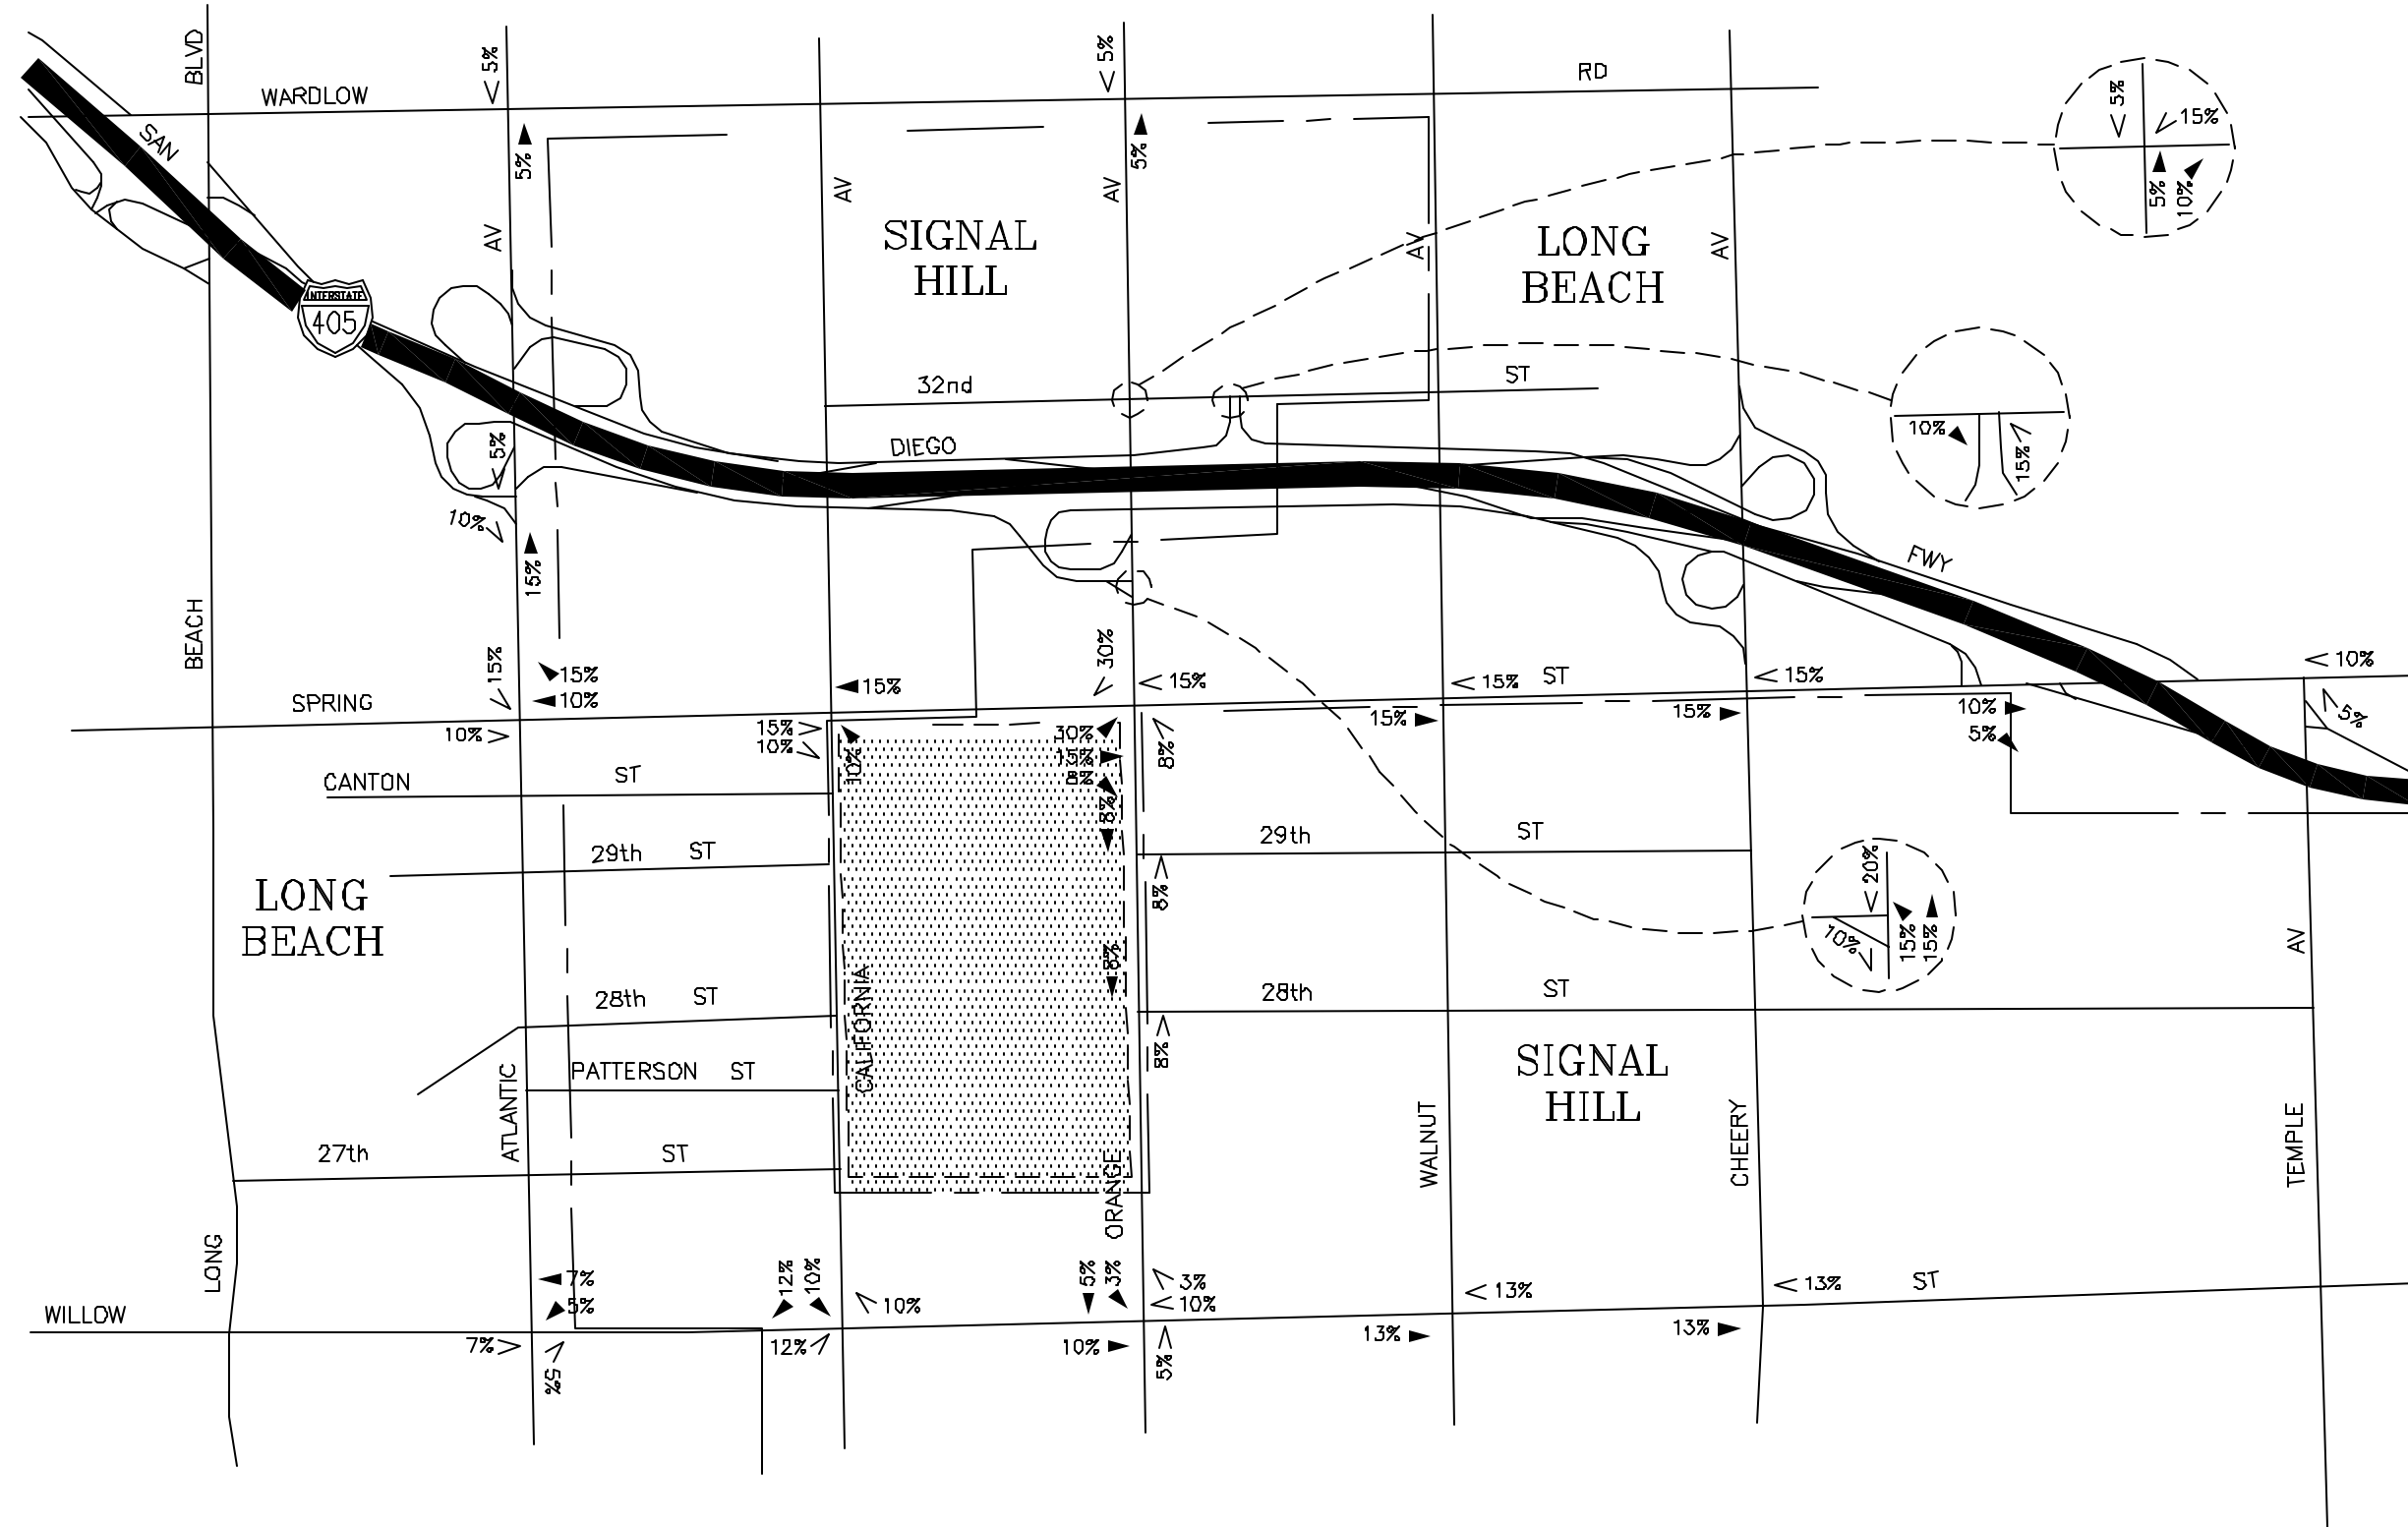 BLVD
< 5%
< 5%
RD
WARDLOW
< 5%
15%
SAN
5%
5%
5%
10%
AV
AV
AV
AV
AV
SIGNAL
HILL
LONG
BEACH
INTERSTATE
405
32nd
ST
DIEGO
< 5%
10%
15%
10%
15%
FWY
BEACH
15%
30%
15%
15%
10%
15%
< 15%
< 15%
ST
< 15%
< 10%
SPRING
10% >
15% >
10%
10%
30%
15%
8%
8%
8%
15%
15%
10%
5%
5%
CANTON
ST
29th
ST
29th
ST
8% >
< 20%
10%
15%
15%
LONG
BEACH
8%
AV
28th
ST
CALIFORNIA
28th
ST
8% >
SIGNAL
HILL
PATTERSON ST
ATLANTIC
WALNUT
CHEERY
TEMPLE
27th
ST
ORANGE
LONG
7%
5%
12%
10%
10%
5%
3%
3%
< 10%
< 13%
< 13%
ST
WILLOW
7% >
5%
12%
10%
5% >
13%
13%